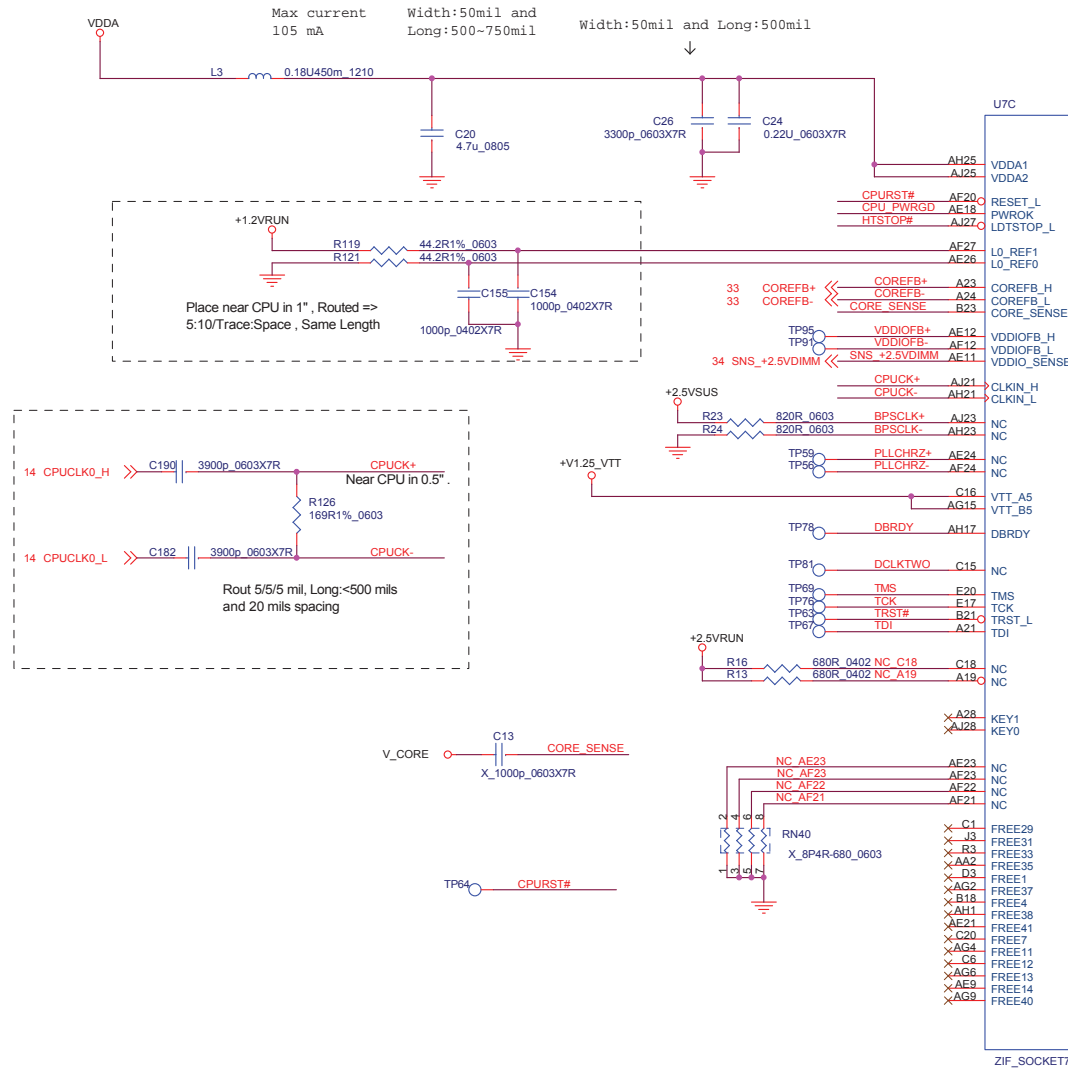 Max current
105 mA
Width:50mil and
Long:500~750mil
Width:50mil and Long:500mil
VDDA
L3 0.18U450m_1210
C20
4.7u_0805
C26
3300p_0603X7R
C24
0.22U_0603X7R
U7C
AH25 VDDA1
AJ25 VDDA2
CPURST# AF20 RESET_L
CPU_PWRGD AE18 PWROK
HTSTOP# AJ27 LDTSTOP_L
+1.2VRUN
R119 44.2R1%_0603 AF27 L0_REF1
R121 44.2R1%_0603 AE26 L0_REF0
C155
1000p_0402X7R
C154
1000p_0402X7R
Place near CPU in 1" , Routed =>
5:10/Trace:Space , Same Length
33 COREFB+ COREFB+ A23 COREFB_H
33 COREFB- COREFB- A24 COREFB_L
CORE_SENSE B23 CORE_SENSE
TP95 VDDIOFB+ AE12 VDDIOFB_H
TP91 VDDIOFB- AF12 VDDIOFB_L
34 SNS_+2.5VDIMM SNS_+2.5VDIMM AE11 VDDIO_SENSE
CPUCK+ AJ21 CLKIN_H
CPUCK- AH21 CLKIN_L
+2.5VSUS
R23 820R_0603 BPSCLK+ AJ23 NC
R24 820R_0603 BPSCLK- AH23 NC
TP59 PLLCHRZ+ AE24 NC
TP56 PLLCHRZ- AF24 NC
+V1.25_VTT
C16 VTT_A5
AG15 VTT_B5
TP78 DBRDY AH17 DBRDY
TP81 DCLKTWO C15 NC
TP69 TMS E20 TMS
TP76 TCK E17 TCK
TP63 TRST# B21 TRST_L
TP67 TDI A21 TDI
+2.5VRUN
R16 680R_0402 NC_C18 C18 NC
R13 680R_0402 NC_A19 A19 NC
A28 KEY1
AJ28 KEY0
14 CPUCLK0_H C190 3900p_0603X7R CPUCK+
Near CPU in 0.5" .
R126
169R1%_0603
14 CPUCLK0_L C182 3900p_0603X7R CPUCK-
Rout 5/5/5 mil, Long:<500 mils
and 20 mils spacing
V_CORE C13 CORE_SENSE
X_1000p_0603X7R
NC_AE23 AE23 NC
NC_AF23 AF23 NC
NC_AF22 AF22 NC
NC_AF21 AF21 NC
2 4 6 8
RN40
X_8P4R-680_0603
1 3 5 7
TP64 CPURST#
C1 FREE29
J3 FREE31
R3 FREE33
AA2 FREE35
D3 FREE1
AG2 FREE37
B18 FREE4
AH1 FREE38
AE21 FREE41
C20 FREE7
AG4 FREE11
C6 FREE12
AG6 FREE13
AE9 FREE14
AG9 FREE40
ZIF_SOCKET7